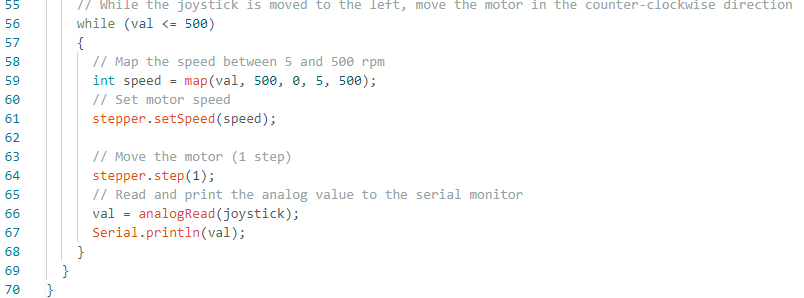 55 // While the joystick is moved to the left, move the motor in the counter-clockwise direction
56 while (val <= 500)
57 {
58 // Map the speed between 5 and 500 rpm
59 int speed = map(val, 500, 0, 5, 500);
60 // Set motor speed
61 stepper.setSpeed(speed);
62
63 // Move the motor (1 step)
64 stepper.step(1);
65 // Read and print the analog value to the serial monitor
66 val = analogRead(joystick);
67 Serial.println(val);
68 }
69 }
70 }